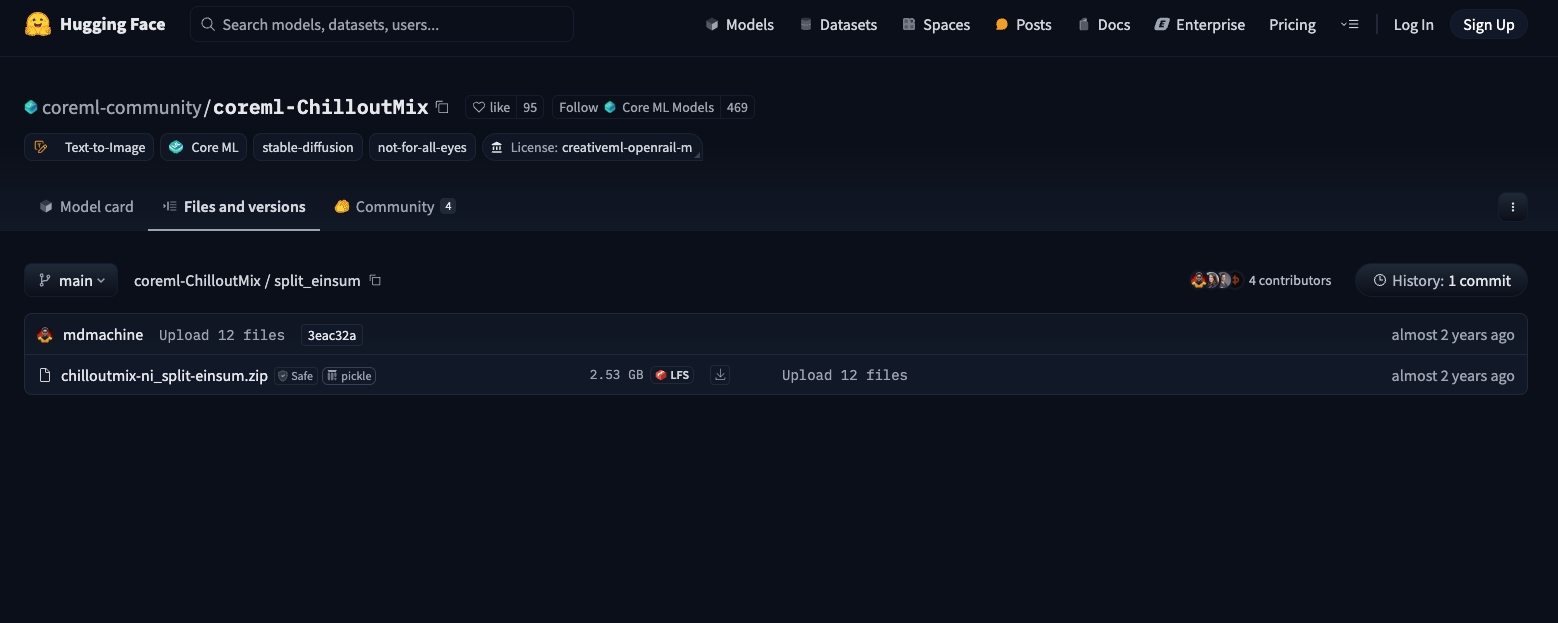 Hugging Face Search models, datasets, users... Models Datasets Spaces Posts Docs Enterprise Pricing Log In Sign Up
coreml-community/coreml-ChilloutMix like 95 Follow Core ML Models 469
Text-to-Image Core ML stable-diffusion not-for-all-eyes License: creativeml-openrail-m
Model card Files and versions Community 4
main coreml-ChilloutMix / split_einsum 4 contributors History: 1 commit
mdmachine Upload 12 files 3eac32a almost 2 years ago
chilloutmix-ni_split-einsum.zip Safe pickle 2.53 GB LFS Upload 12 files almost 2 years ago